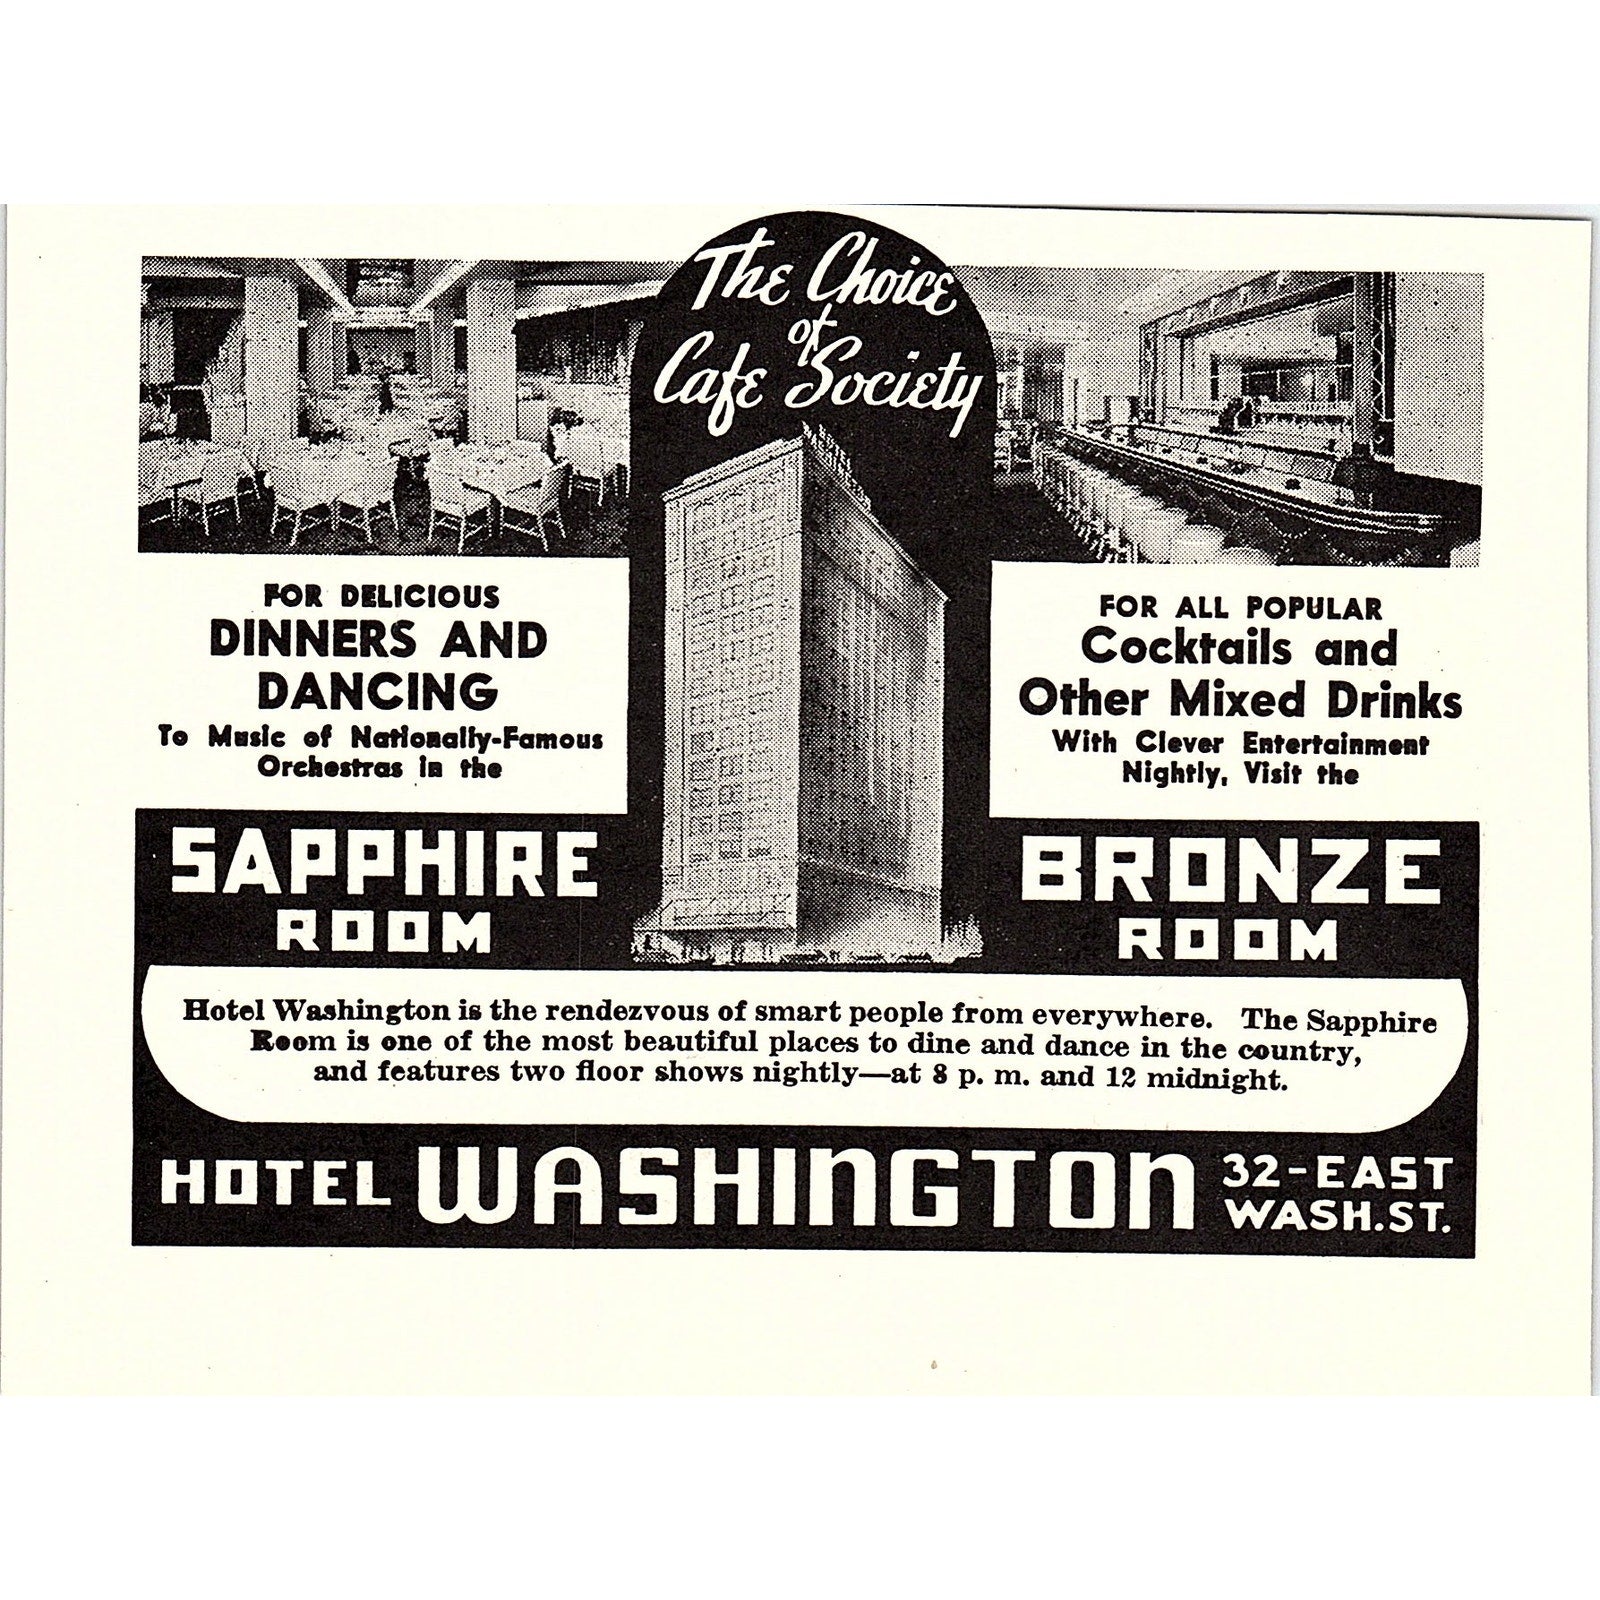 The Choice
of
Cafe Society
FOR DELICIOUS
DINNERS AND
DANCING
To Music of Nationally-Famous
Orchestras in the
SAPPHIRE
ROOM
FOR ALL POPULAR
Cocktails and
Other Mixed Drinks
With Clever Entertainment
Nightly, Visit the
BRONZE
ROOM
Hotel Washington is the rendezvous of smart people from everywhere. The Sapphire
Room is one of the most beautiful places to dine and dance in the country,
and features two floor shows nightly—at 8 p. m. and 12 midnight.
HOTEL WASHINGTON 32-EAST
WASH.ST.